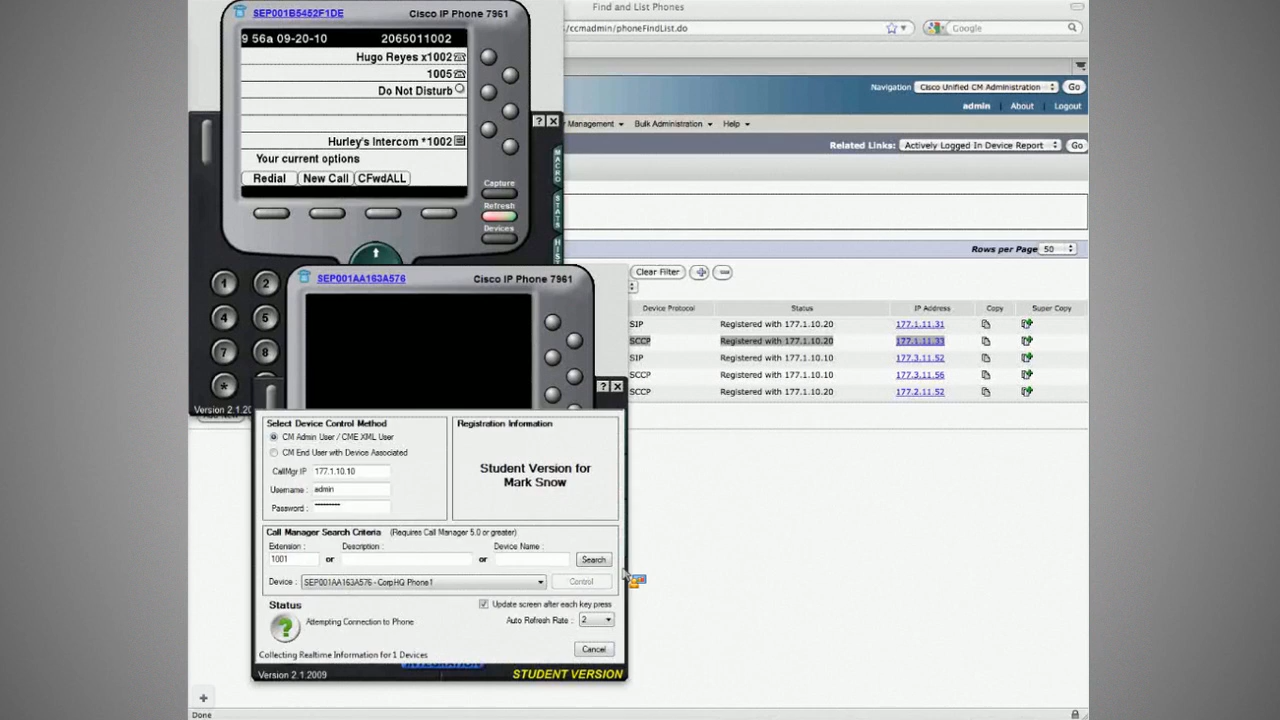 SEP001B5452F1DE
Cisco IP Phone 7961
9 56a 09-20-10
2065011002
Hugo Reyes x1002
1005
Do Not Disturb
Hurley's Intercom *1002
Your current options
Redial
New Call
CFwdALL
Capture
Refresh
Devices
MACRO
STATS
1
2
4
5
7
8
*
Version 2.1.20
Find and List Phones
/ccmadmin/phoneFindList.do
Google
Navigation
Cisco Unified CM Administration
Go
admin
About
Logout
Management
Bulk Administration
Help
Related Links:
Actively Logged In Device Report
Go
Rows per Page
50
Clear Filter
Device Protocol
Status
IP Address
Copy
Super Copy
SIP
Registered with 177.1.10.20
177.1.11.31
SCCP
Registered with 177.1.10.20
177.1.11.33
SIP
Registered with 177.1.10.10
177.3.11.52
SCCP
Registered with 177.1.10.10
177.3.11.56
SCCP
Registered with 177.1.10.20
177.2.11.52
SEP001AA163A576
Cisco IP Phone 7961
Select Device Control Method
CM Admin User / CME XML User
CM End User with Device Associated
CallMgr IP
177.1.10.10
Username :
admin
Password :
Registration Information
Student Version for
Mark Snow
Call Manager Search Criteria
(Requires Call Manager 5.0 or greater)
Extension :
Description :
Device Name :
1001
or
or
Search
Device :
SEP001AA163A576 - CorpHQ Phone1
Control
Status
Update screen after each key press
Attempting Connection to Phone
Auto Refresh Rate :
2
Cancel
Collecting Realtime Information for 1 Devices
Version 2.1.2009
STUDENT VERSION
Done